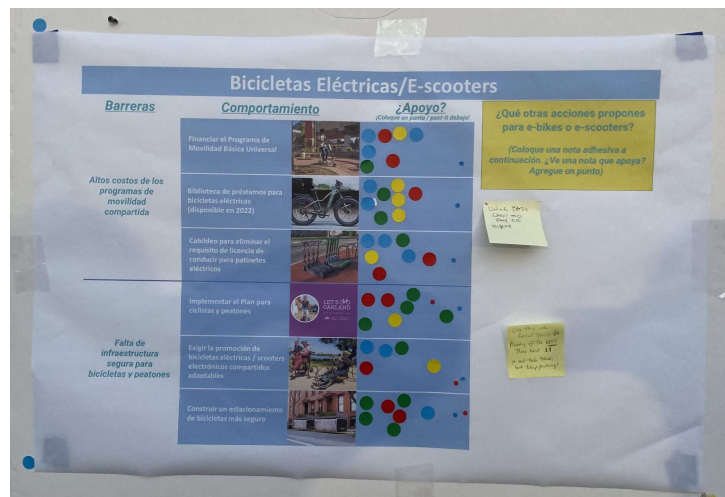 Bicicletas Eléctricas/E-scooters
Barreras
Comportamiento
¿Apoyo?
(Coloque un punto / post-it debajo)
¿Qué otras acciones propones
para e-bikes o e-scooters?
(Coloque una nota adhesiva a
continuación. ¿Ve una nota que apoya?
Agregue un punto)
Altos costos de los
programas de
movilidad
compartida
Financiar el Programa de
Movilidad Básica Universal
Biblioteca de préstamos para
bicicletas eléctricas
(disponible en 2022)
Cabildeo para eliminar el
requisito de licencia de
conducir para patinetes
eléctricos
Falta de
infraestructura
segura para
bicicletas y peatones
Implementar el Plan para
ciclistas y peatones
LET'S
OAKLAND
Exigir la promoción de
bicicletas eléctricas / scooters
electrónicos compartidos
adaptables
Construir un estacionamiento
de bicicletas más seguro